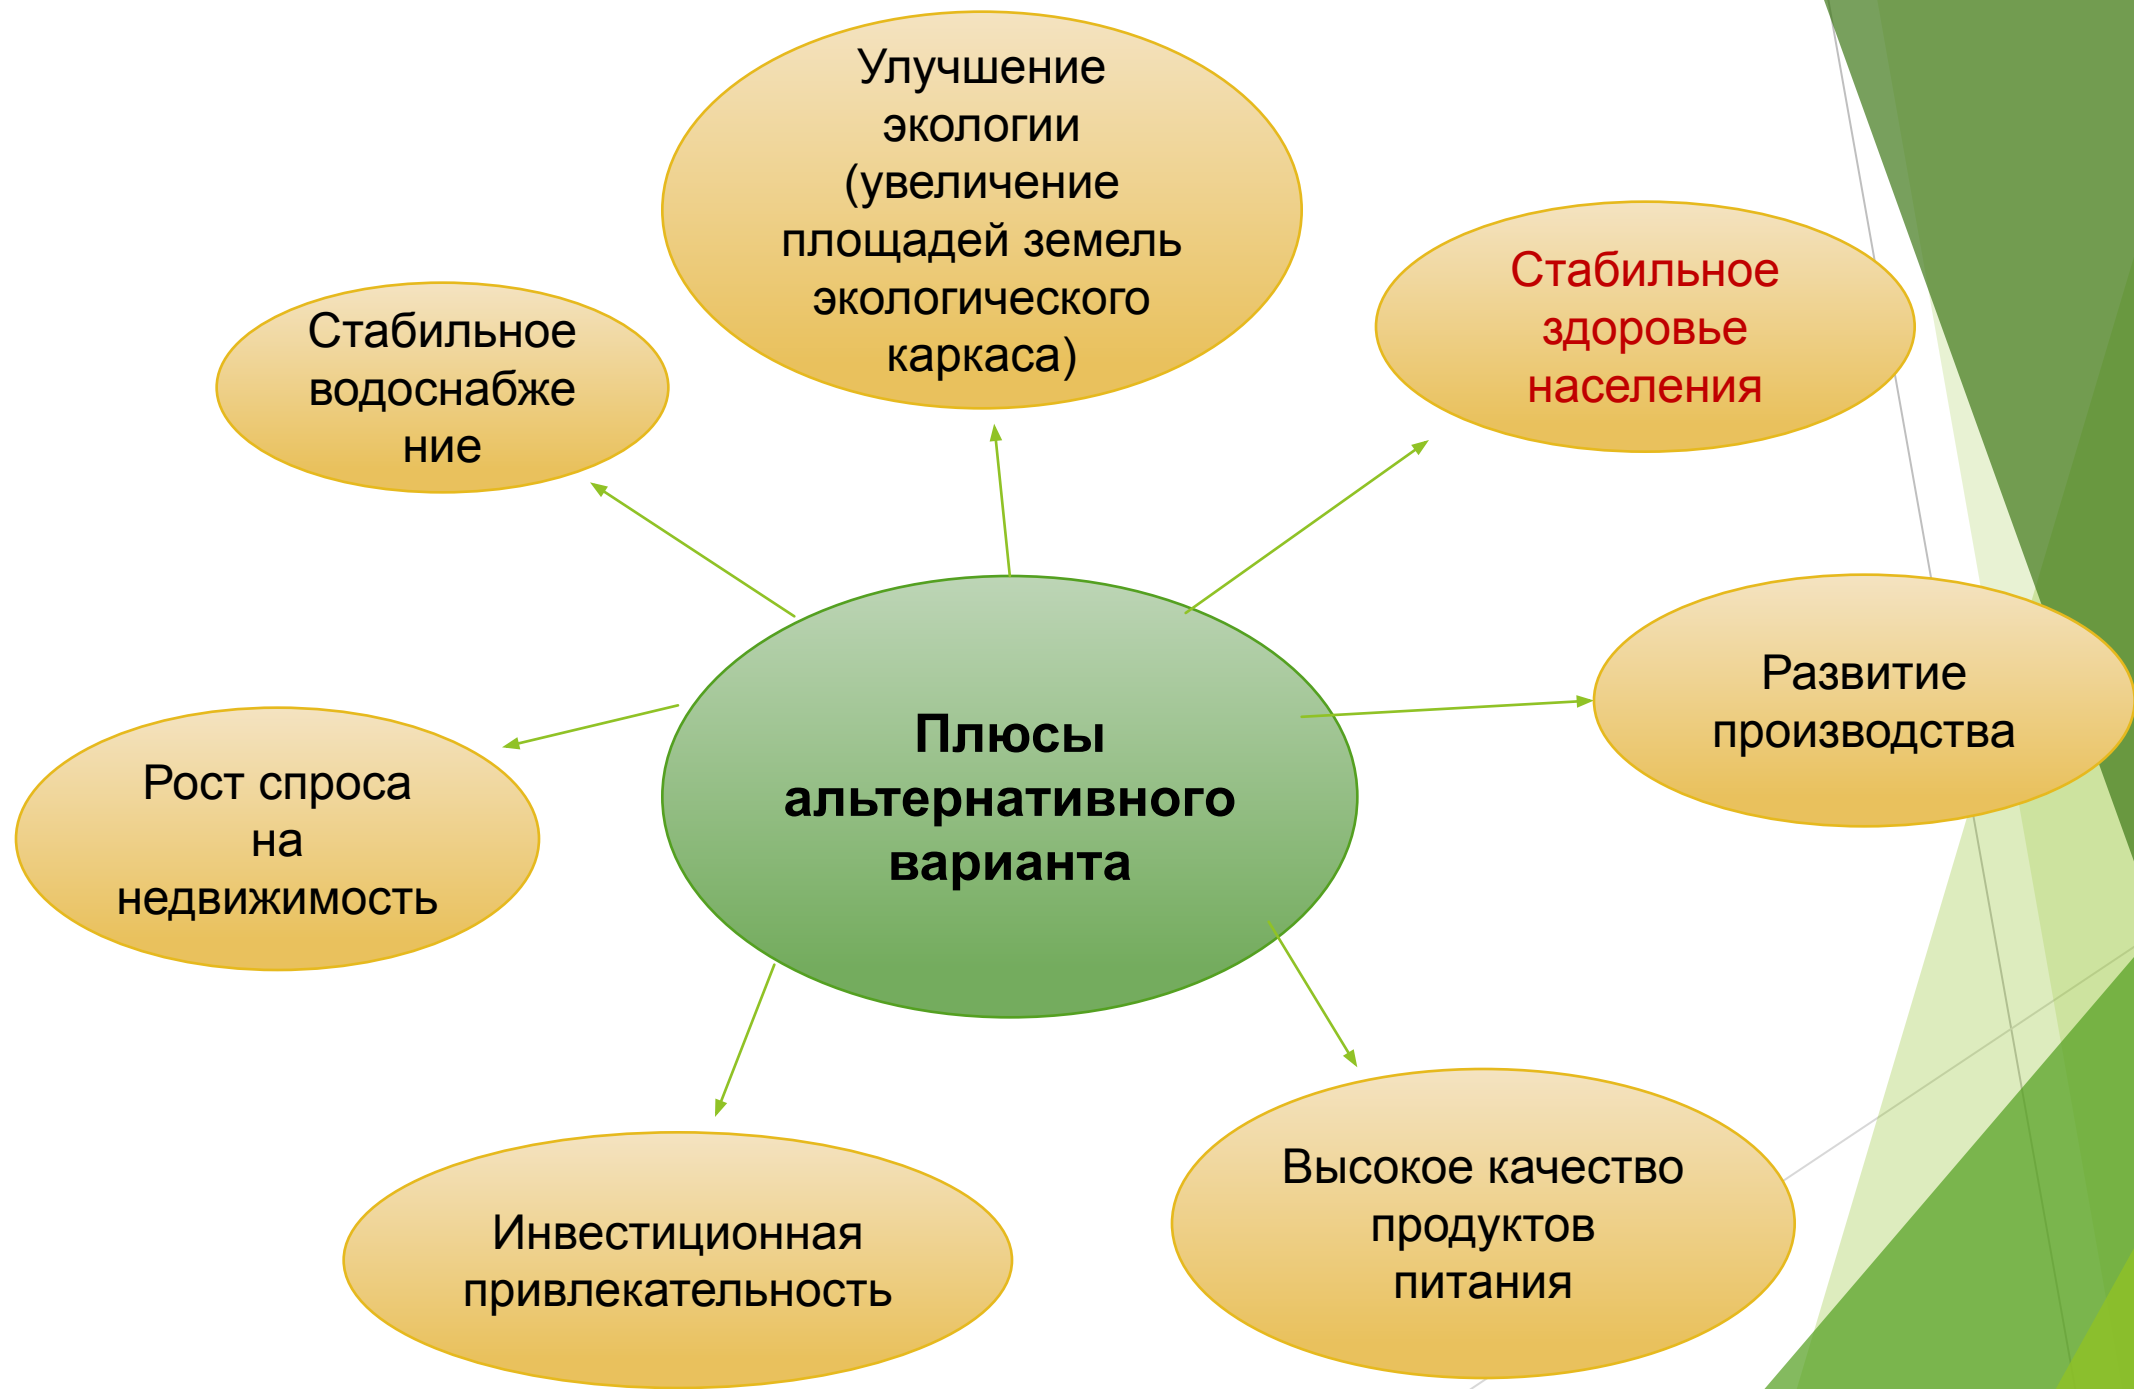 Улучшение
экологии
(увеличение
площадей земель
экологического
каркаса)
Стабильное
здоровье
населения
Стабильное
водоснабже
ние
Развитие
производства
Плюсы
альтернативного
варианта
Рост спроса
на
недвижимость
Высокое качество
продуктов
питания
Инвестиционная
привлекательность